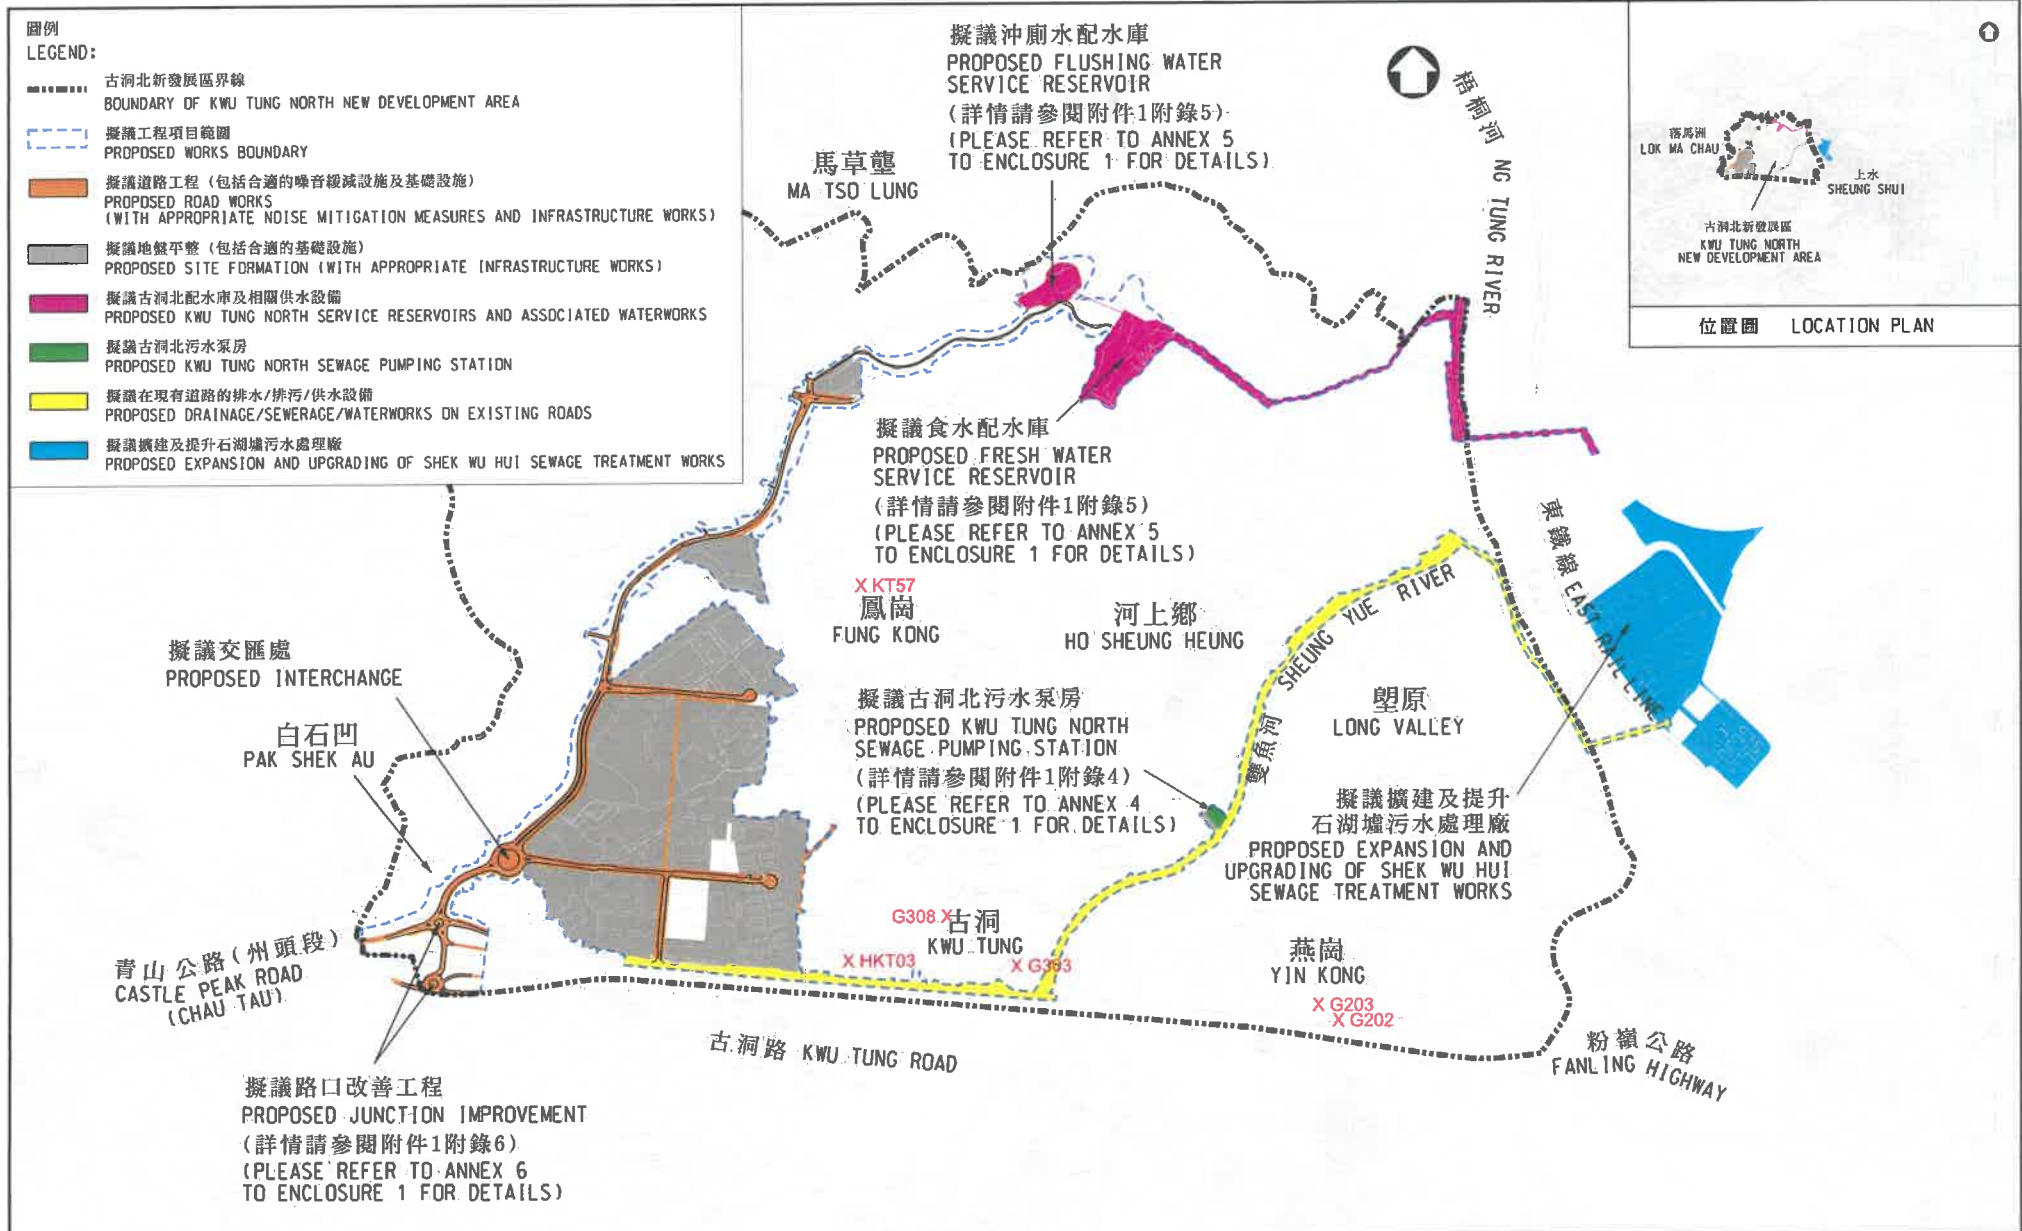 圖例
LEGEND:
古洞北新發展區界線
BOUNDARY OF KWU TUNG NORTH NEW DEVELOPMENT AREA
擬議工程項目範圍
PROPOSED WORKS BOUNDARY
擬議道路工程 (包括合適的噪音緩減設施及基礎設施)
PROPOSED ROAD WORKS
(WITH APPROPRIATE NOISE MITIGATION MEASURES AND INFRASTRUCTURE WORKS)
擬議地盤平整 (包括合適的基礎設施)
PROPOSED SITE FORMATION (WITH APPROPRIATE INFRASTRUCTURE WORKS)
擬議古洞北配水庫及相關供水設備
PROPOSED KWU TUNG NORTH SERVICE RESERVOIRS AND ASSOCIATED WATERWORKS
擬議古洞北污水泵房
PROPOSED KWU TUNG NORTH SEWAGE PUMPING STATION
擬議在現有道路的排水/排污/供水設備
PROPOSED DRAINAGE/SEWERAGE/WATERWORKS ON EXISTING ROADS
擬議擴建及提升石湖墟污水處理廠
PROPOSED EXPANSION AND UPGRADING OF SHEK WU HUI SEWAGE TREATMENT WORKS
擬議沖廁水配水庫
PROPOSED FLUSHING WATER
SERVICE RESERVOIR
(詳情請參閱附件1附錄5)
(PLEASE REFER TO ANNEX 5
TO ENCLOSURE 1 FOR DETAILS)
馬草壟
MA TSO LUNG
梧桐河 NG TUNG RIVER
落馬洲
LOK MA CHAU
上水
SHEUNG SHUI
古洞北新發展區
KWU TUNG NORTH
NEW DEVELOPMENT AREA
位置圖 LOCATION PLAN
擬議食水配水庫
PROPOSED FRESH WATER
SERVICE RESERVOIR
(詳情請參閱附件1附錄5)
(PLEASE REFER TO ANNEX 5
TO ENCLOSURE 1 FOR DETAILS)
X KT57
鳳崗
FUNG KONG
河上鄉
HO SHEUNG HEUNG
雙魚河 SHEUNG YUE RIVER
東鐵線 EAST RAIL LINE
塱原
LONG VALLEY
擬議交匯處
PROPOSED INTERCHANGE
白石凹
PAK SHEK AU
擬議古洞北污水泵房
PROPOSED KWU TUNG NORTH
SEWAGE PUMPING STATION
(詳情請參閱附件1附錄4)
(PLEASE REFER TO ANNEX 4
TO ENCLOSURE 1 FOR DETAILS)
擬議擴建及提升
石湖墟污水處理廠
PROPOSED EXPANSION AND
UPGRADING OF SHEK WU HUI
SEWAGE TREATMENT WORKS
G308 X
古洞
KWU TUNG
X HKT03
X G303
燕崗
YIN KONG
X G203
X G202
青山公路(州頭段)
CASTLE PEAK ROAD
(CHAU TAU)
古洞路 KWU TUNG ROAD
粉嶺公路
FANLING HIGHWAY
擬議路口改善工程
PROPOSED JUNCTION IMPROVEMENT
(詳情請參閱附件1附錄6)
(PLEASE REFER TO ANNEX 6
TO ENCLOSURE 1 FOR DETAILS)